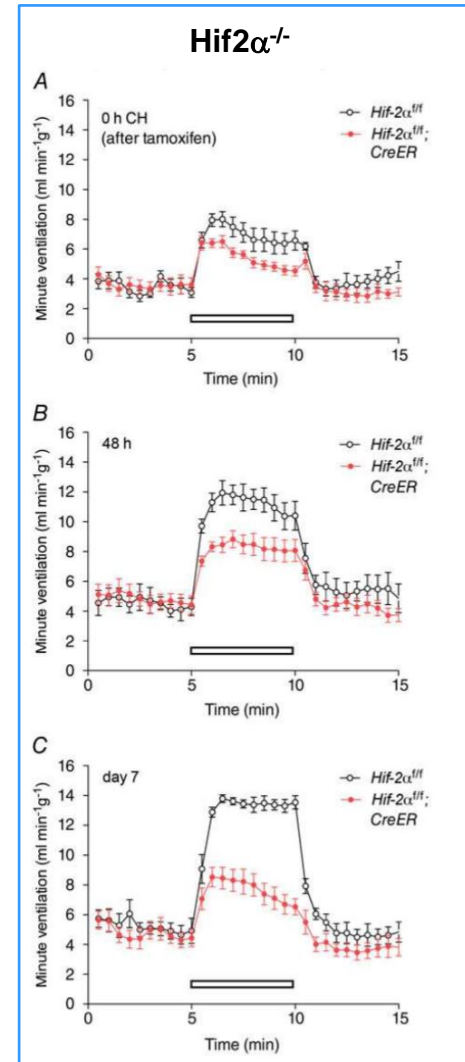 Hif2α-/-
A
Minute ventilation (ml min-1g-1)
16
14
12
10
8
6
4
2
0
0 h CH
(after tamoxifen)
Hif-2αf/f
Hif-2αf/f;
CreER
0
5
10
15
Time (min)
B
Minute ventilation (ml min-1g-1)
16
14
12
10
8
6
4
2
0
48 h
Hif-2αf/f
Hif-2αf/f;
CreER
0
5
10
15
Time (min)
C
Minute ventilation (ml min-1g-1)
16
14
12
10
8
6
4
2
0
day 7
Hif-2αf/f
Hif-2αf/f;
CreER
0
5
10
15
Time (min)